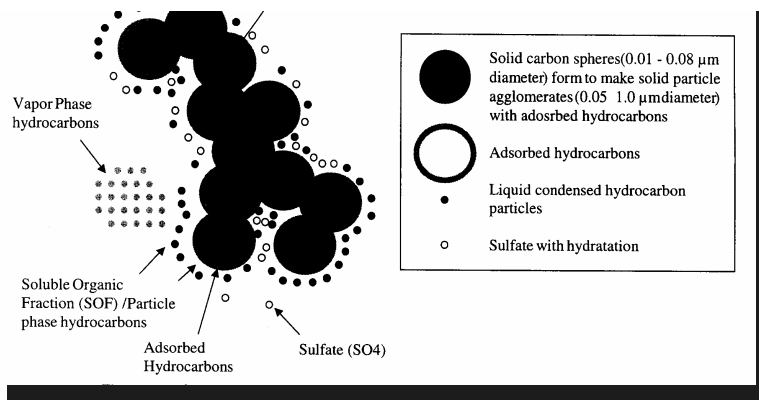 Vapor Phase
hydrocarbons
Soluble Organic
Fraction (SOF) /Particle
phase hydrocarbons
Adsorbed
Hydrocarbons
Sulfate (SO4)
Solid carbon spheres(0.01 - 0.08 µm
diameter) form to make solid particle
agglomerates(0.05 1.0 µmdiameter)
with adosrbed hydrocarbons
Adsorbed hydrocarbons
Liquid condensed hydrocarbon
particles
Sulfate with hydratation